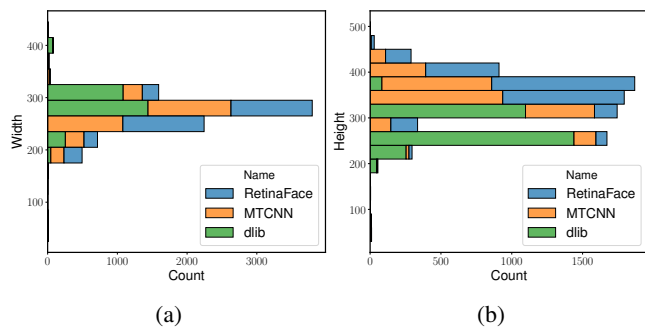 400
300
200
100
Width
0
1000
2000
3000
Count
Name
RetinaFace
MTCNN
dlib
(a)
500
400
300
200
100
Height
0
500
1000
1500
Count
Name
RetinaFace
MTCNN
dlib
(b)